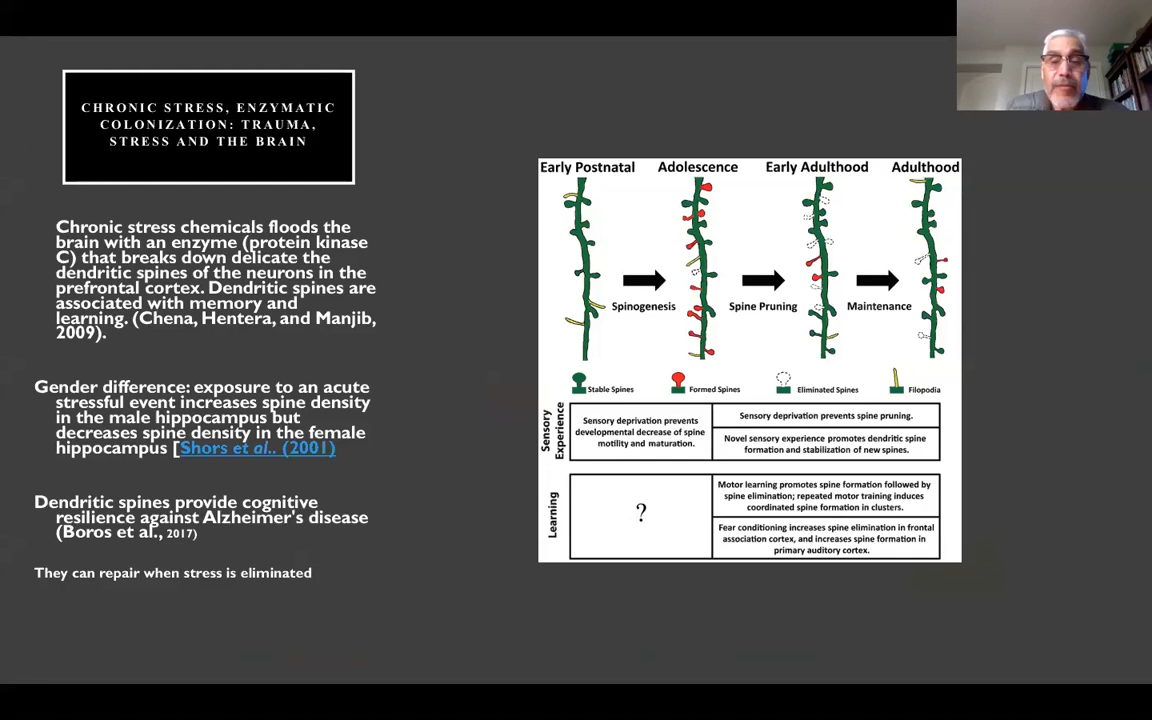 CHRONIC STRESS, ENZYMATIC
COLONIZATION: TRAUMA,
STRESS AND THE BRAIN
Chronic stress chemicals floods the
brain with an enzyme (protein kinase
C) that breaks down delicate the
dendritic spines of the neurons in the
prefrontal cortex. Dendritic spines are
associated with memory and
learning. (Chena, Hentera, and Manjib,
2009).
Gender difference: exposure to an acute
stressful event increases spine density
in the male hippocampus but
decreases spine density in the female
hippocampus [Shors et al.. (2001)
Dendritic spines provide cognitive
resilience against Alzheimer's disease
(Boros et al., 2017)
They can repair when stress is eliminated
Early Postnatal Adolescence Early Adulthood Adulthood
Spinogenesis Spine Pruning Maintenance
Stable Spines Formed Spines Eliminated Spines Filopodia
Sensory
Experience
Sensory deprivation prevents
developmental decrease of spine
motility and maturation.
Sensory deprivation prevents spine pruning.
Novel sensory experience promotes dendritic spine
formation and stabilization of new spines.
Learning
?
Motor learning promotes spine formation followed by
spine elimination; repeated motor training induces
coordinated spine formation in clusters.
Fear conditioning increases spine elimination in frontal
association cortex, and increases spine formation in
primary auditory cortex.